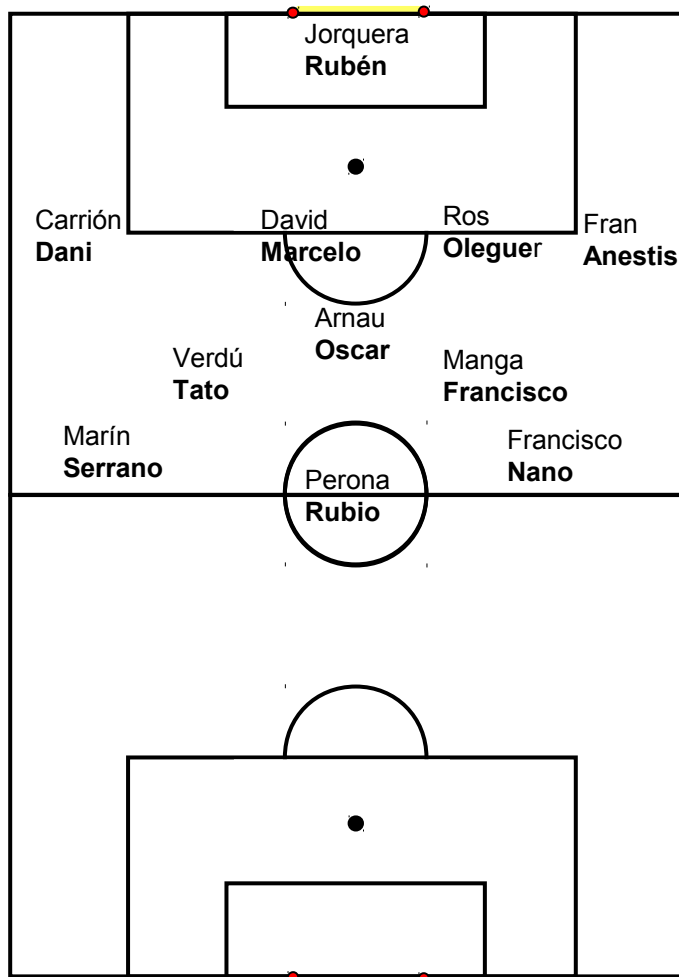 Jorquera
Rubén
Carrión
Dani
David
Marcelo
Ros
Oleguer
Fran
Anestis
Arnau
Oscar
Verdú
Tato
Manga
Francisco
Marín
Serrano
Francisco
Nano
Perona
Rubio